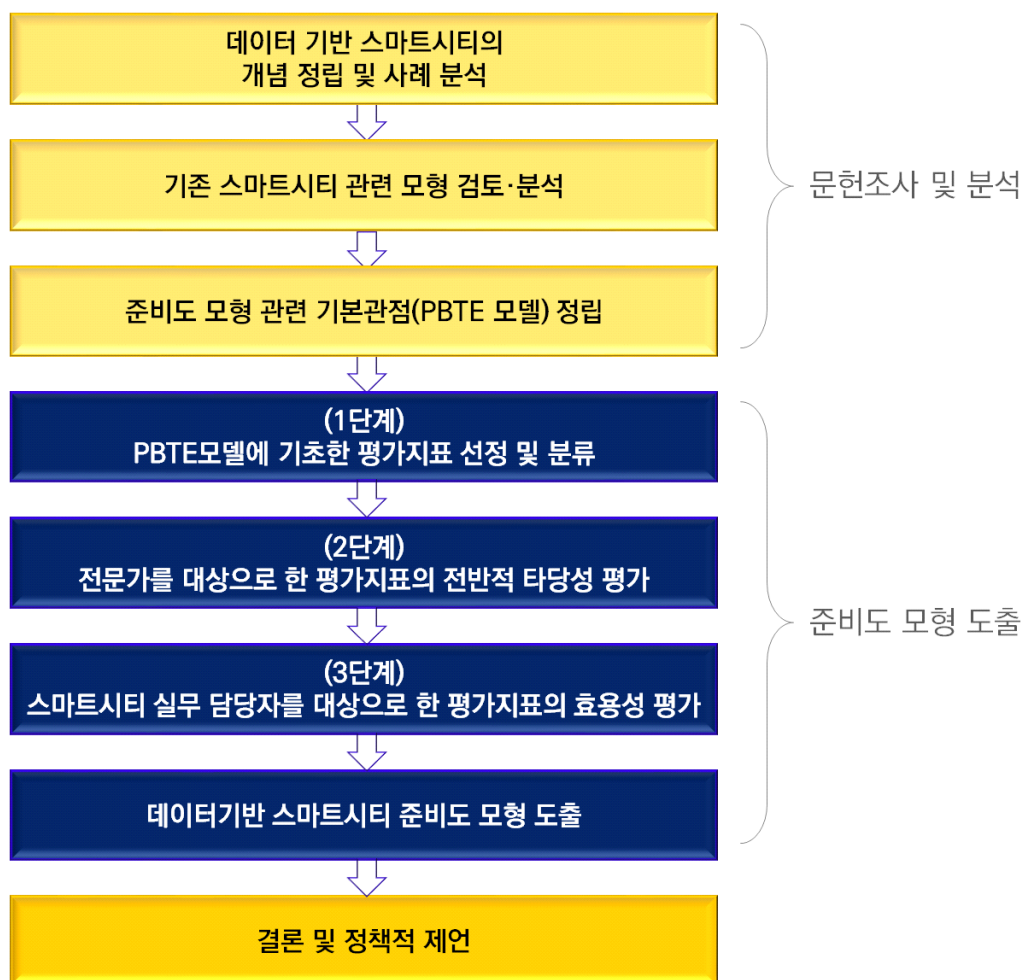 데이터 기반 스마트시티의
개념 정립 및 사례 분석
기존 스마트시티 관련 모형 검토·분석
준비도 모형 관련 기본관점(PBTE 모델) 정립
문헌조사 및 분석
(1단계)
PBTE모델에 기초한 평가지표 선정 및 분류
(2단계)
전문가를 대상으로 한 평가지표의 전반적 타당성 평가
(3단계)
스마트시티 실무 담당자를 대상으로 한 평가지표의 효용성 평가
데이터기반 스마트시티 준비도 모형 도출
준비도 모형 도출
결론 및 정책적 제언